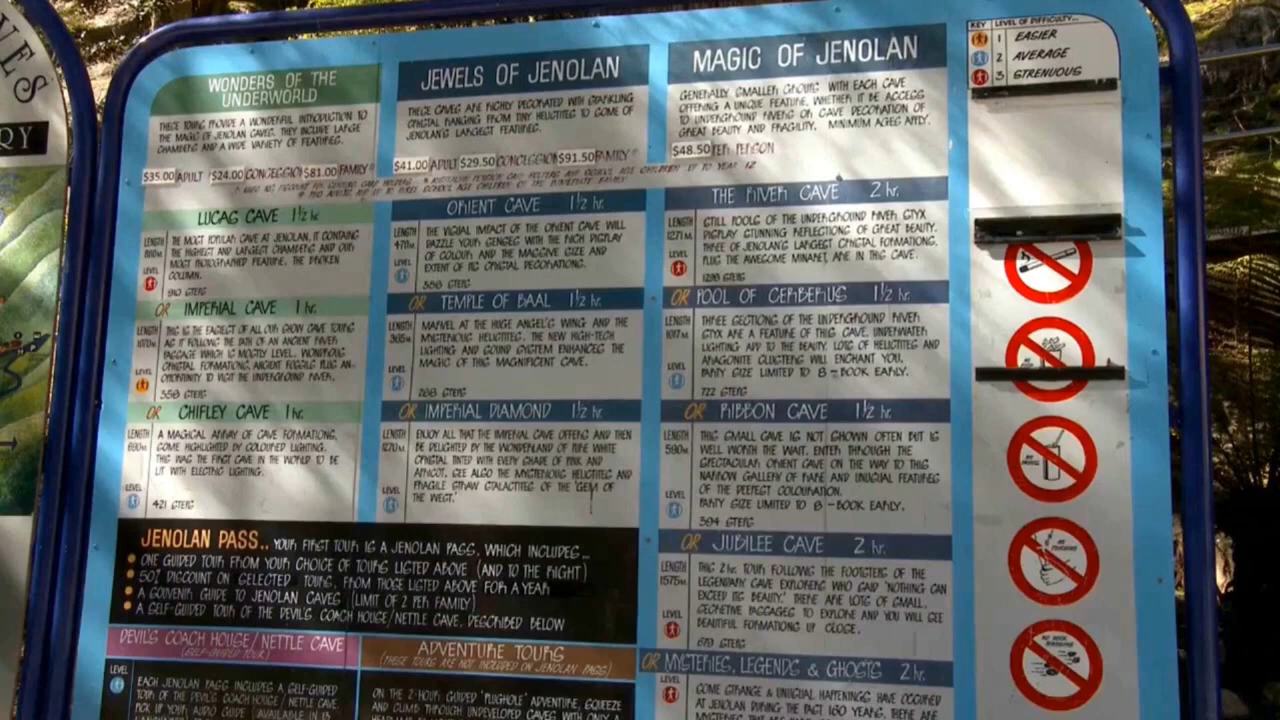 VES
RY
WONDERS OF THE
UNDERWORLD
THESE TOURS PROVIDE A WONDERFUL INTRODUCTION TO
THE MAGIC OF JENOLAN CAVES. THEY INCLUDE LARGE
CHAMBERS AND A WIDE VARIETY OF FEATURES.
$35.00 ADULT $24.00 CONCESSION $81.00 FAMILY
JEWELS OF JENOLAN
THESE CAVES ARE HIGHLY DECORATED WITH SPARKLING
CRYSTAL RANGING FROM TINY HELICTITES TO SOME OF
JENOLAN'S LARGEST FEATURES.
$41.00 ADULT $29.50 CONCESSION $91.50 FAMILY
MAGIC OF JENOLAN
GENERALLY SMALLER GROUPS WITH EACH CAVE
OFFERING A UNIQUE FEATURE, WHETHER IT BE ACCESS
TO UNDERGROUND RIVERS OR CAVE DECORATION OF
GREAT BEAUTY AND FRAGILITY. MINIMUM AGES APPLY.
$48.50 PER PERSON
KEY LEVEL OF DIFFICULTY...
1 EASIER
2 AVERAGE
3 STRENUOUS
LUCAS CAVE 1½ hr
LENGTH
LEVEL
THE MOST POPULAR CAVE AT JENOLAN, IT CONTAINS
THE HIGHEST AND LARGEST CHAMBERS AND OUR
MOST PHOTOGRAPHED FEATURE, THE BROKEN
COLUMN.
910 STEPS
OR IMPERIAL CAVE 1 hr.
LENGTH
1070M
LEVEL
THIS IS THE EASIEST OF ALL OUR SHOW CAVE TOURS
AS IT FOLLOWS THE PATH OF AN ANCIENT RIVER
PASSAGE WHICH IS MOSTLY LEVEL. WONDROUS
CRYSTAL FORMATIONS, ANCIENT FOSSILS PLUS AN
OPPORTUNITY TO VISIT THE UNDERGROUND RIVER.
358 STEPS
OR CHIFLEY CAVE 1 hr.
LENGTH
690M
LEVEL
A MAGICAL ARRAY OF CAVE FORMATIONS,
SOME HIGHLIGHTED BY COLOURED LIGHTING.
THIS WAS THE FIRST CAVE IN THE WORLD TO BE
LIT WITH ELECTRIC LIGHTING.
421 STEPS
ORIENT CAVE 1½ hr.
LENGTH
470M
LEVEL
THE VISUAL IMPACT OF THE ORIENT CAVE WILL
DAZZLE YOUR SENSES WITH THE RICH DISPLAY
OF COLOUR AND THE MASSIVE SIZE AND
EXTENT OF ITS CRYSTAL DECORATIONS.
358 STEPS
OR TEMPLE OF BAAL 1½ hr.
LENGTH
365M
LEVEL
MARVEL AT THE HUGE ANGEL'S WING AND THE
MYSTERIOUS HELICTITES. THE NEW HIGH-TECH
LIGHTING AND SOUND SYSTEM ENHANCES THE
MAGIC OF THIS MAGNIFICENT CAVE.
288 STEPS
OR IMPERIAL DIAMOND 1½ hr.
LENGTH
1270M
LEVEL
ENJOY ALL THAT THE IMPERIAL CAVE OFFERS AND THEN
BE DELIGHTED BY THE WONDERLAND OF PURE WHITE
CRYSTAL TINTED WITH EVERY SHADE OF PINK AND
APRICOT. SEE ALSO THE MYSTERIOUS HELICTITES AND
FRAGILE STRAW STALACTITES OF THE 'GEM OF
THE WEST.'
THE RIVER CAVE 2 hr.
LENGTH
1271M
LEVEL
STILL POOLS OF THE UNDERGROUND RIVER STYX
DISPLAY STUNNING REFLECTIONS OF GREAT BEAUTY.
THREE OF JENOLAN'S LARGEST CRYSTAL FORMATIONS,
PLUS THE AWESOME MINARET, ARE IN THIS CAVE.
1298 STEPS
OR POOL OF CERBERUS 1½ hr.
LENGTH
1017M
LEVEL
THREE SECTIONS OF THE UNDERGROUND RIVER
STYX ARE A FEATURE OF THIS CAVE. UNDERWATER
LIGHTING ADD TO THE BEAUTY. LOTS OF HELICTITES AND
ARAGONITE CLUSTERS WILL ENCHANT YOU.
PARTY SIZE LIMITED TO 8 - BOOK EARLY.
722 STEPS
OR RIBBON CAVE 1½ hr.
LENGTH
590M
LEVEL
THIS SMALL CAVE IS NOT SHOWN OFTEN BUT IS
WELL WORTH THE WAIT. ENTER THROUGH THE
SPECTACULAR ORIENT CAVE ON THE WAY TO THIS
NARROW GALLERY OF RARE AND UNUSUAL FEATURES
OF THE DEEPEST COLOURATION.
PARTY SIZE LIMITED TO 8 - BOOK EARLY.
394 STEPS
OR JUBILEE CAVE 2 hr.
LENGTH
1575M
LEVEL
THIS 2 hr. TOUR FOLLOWS THE FOOTSTEPS OF THE
LEGENDARY CAVE EXPLORERS WHO SAID 'NOTHING CAN
EXCEED ITS BEAUTY.' THERE ARE LOTS OF SMALL,
SECRETIVE PASSAGES TO EXPLORE AND YOU WILL SEE
BEAUTIFUL FORMATIONS UP CLOSE.
679 STEPS
OR MYSTERIES, LEGENDS & GHOSTS 2 hr.
LENGTH
SOME STRANGE & UNUSUAL HAPPENINGS HAVE OCCURED
AT JENOLAN DURING THE PAST 160 YEARS. THERE ARE
JENOLAN PASS.. YOUR FIRST TOUR IS A JENOLAN PASS, WHICH INCLUDES...
ONE GUIDED TOUR FROM YOUR CHOICE OF TOURS LISTED ABOVE (AND TO THE RIGHT)
50% DISCOUNT ON SELECTED TOURS, FROM THOSE LISTED ABOVE FOR A YEAR
A SOUVENIR GUIDE TO JENOLAN CAVES (LIMIT OF 2 PER FAMILY)
A SELF-GUIDED TOUR OF THE DEVIL'S COACH HOUSE/NETTLE CAVE, DESCRIBED BELOW
DEVIL'S COACH HOUSE/NETTLE CAVE
(SELF-GUIDED TOUR)
LEVEL
EACH JENOLAN PASS INCLUDES A SELF-GUIDED
TOUR OF THE DEVIL'S COACH HOUSE/NETTLE CAVE.
PICK UP YOUR AUDIO GUIDE (AVAILABLE IN 13
ADVENTURE TOURS
(THESE TOURS ARE NOT INCLUDED ON JENOLAN PASS)
ON THE 2-HOUR GUIDED 'PLUGHOLE' ADVENTURE, SQUEEZE
AND CLIMB THROUGH UNDEVELOPED CAVES WITH ONLY A